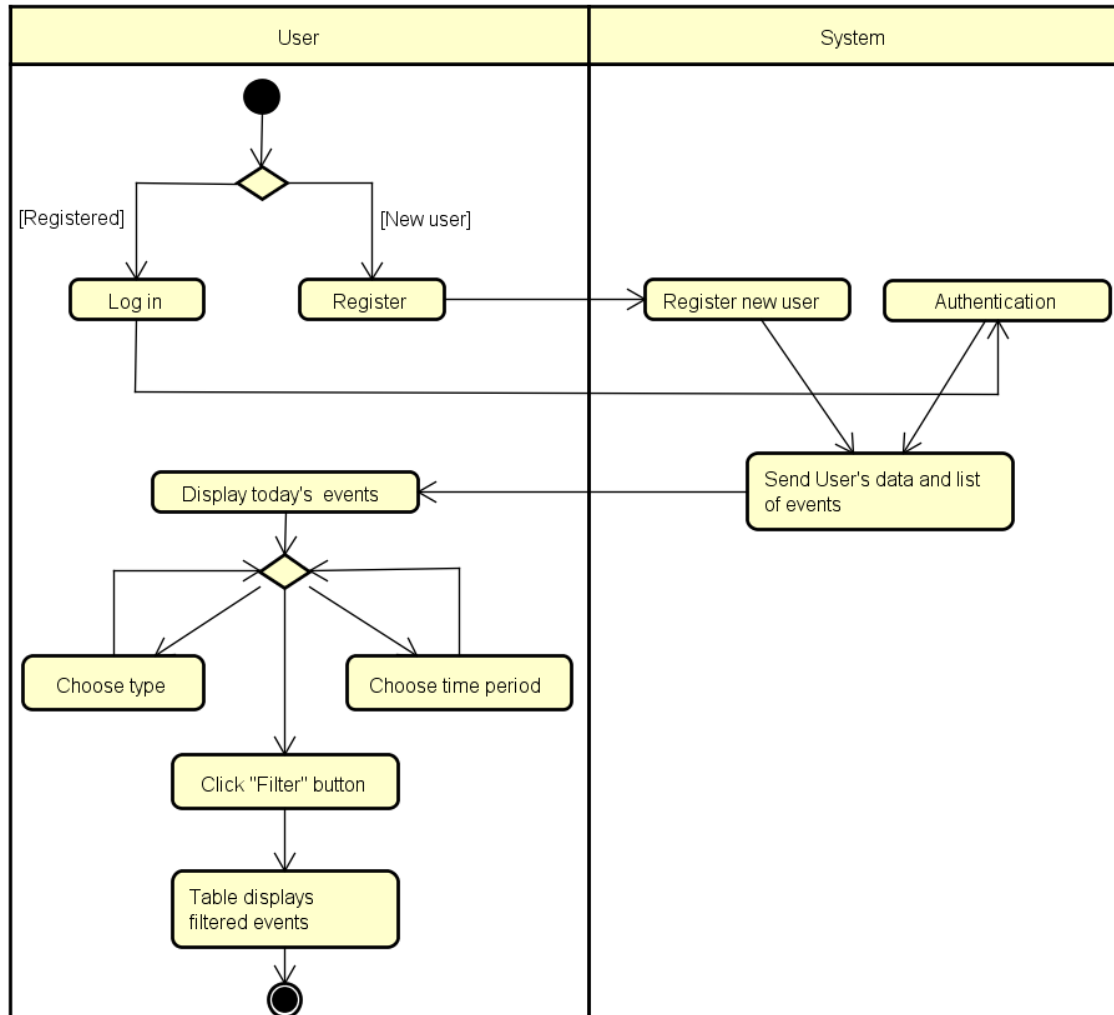 User
System
[Registered]
[New user]
Log in
Register
Register new user
Authentication
Send User's data and list
of events
Display today's  events
Choose type
Choose time period
Click "Filter" button
Table displays
filtered events